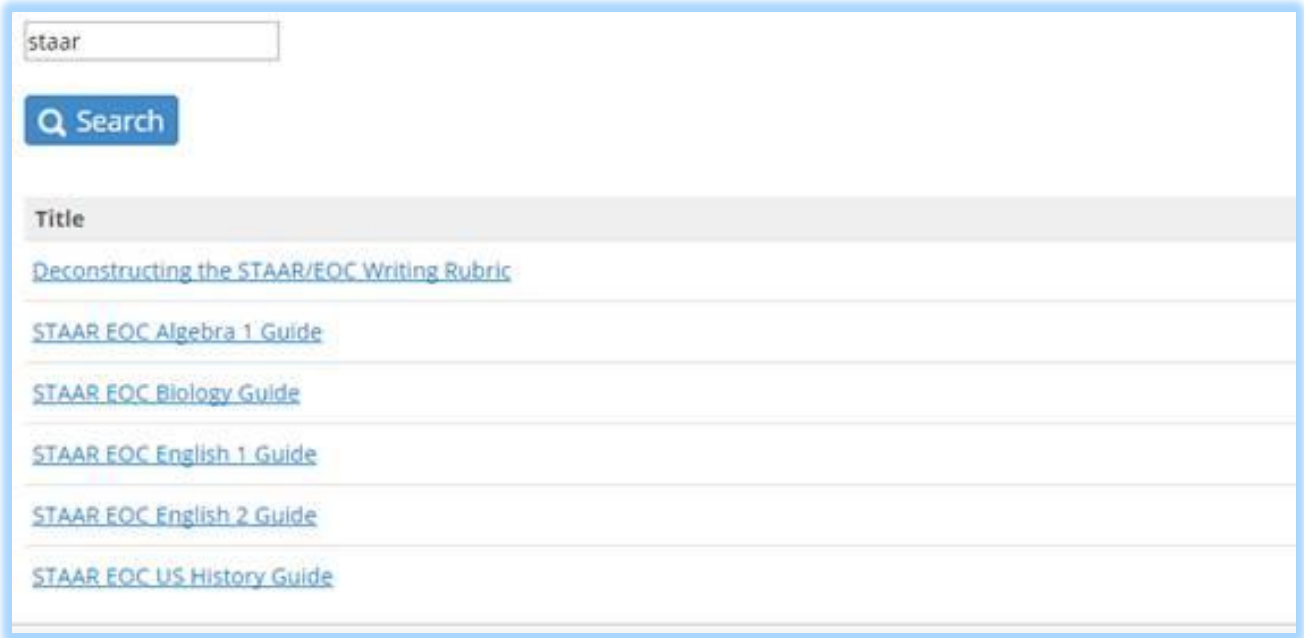 staar
Search
Title
Deconstructing the STAAR/EOC Writing Rubric
STAAR EOC Algebra 1 Guide
STAAR EOC Biology Guide
STAAR EOC English 1 Guide
STAAR EOC English 2 Guide
STAAR EOC US History Guide